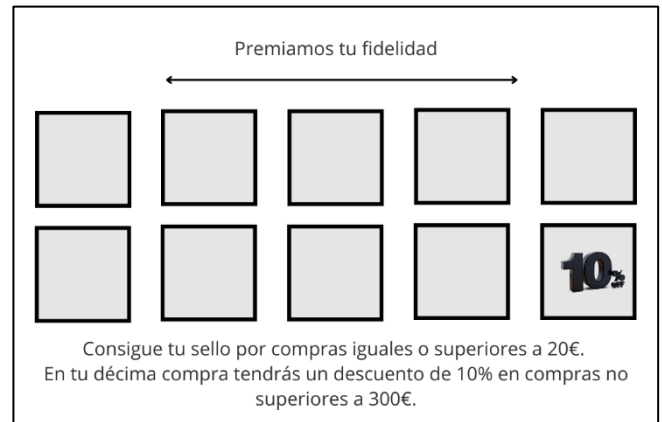 Premiamos tu fidelidad
10%
OFF
Consigue tu sello por compras iguales o superiores a 20€.
En tu décima compra tendrás un descuento de 10% en compras no
superiores a 300€.